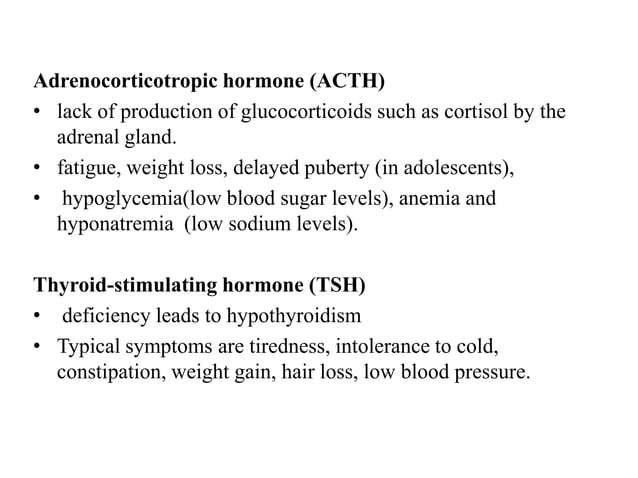 Adrenocorticotropic hormone (ACTH)
• lack of production of glucocorticoids such as cortisol by the
adrenal gland.
• fatigue, weight loss, delayed puberty (in adolescents),
• hypoglycemia(low blood sugar levels), anemia and
hyponatremia (low sodium levels).
Thyroid-stimulating hormone (TSH)
• deficiency leads to hypothyroidism
• Typical symptoms are tiredness, intolerance to cold,
constipation, weight gain, hair loss, low blood pressure.